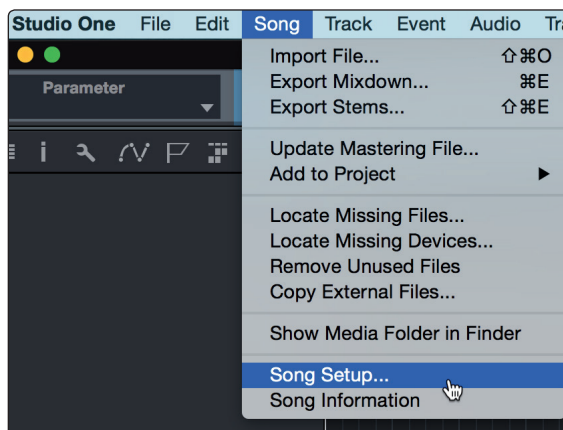 Studio One File Edit Song Track Event Audio Tra
Parameter
Import File... ⇧⌘O
Export Mixdown... ⌘E
Export Stems... ⇧⌘E
Update Mastering File...
Add to Project
Locate Missing Files...
Locate Missing Devices...
Remove Unused Files
Copy External Files...
Show Media Folder in Finder
Song Setup...
Song Information